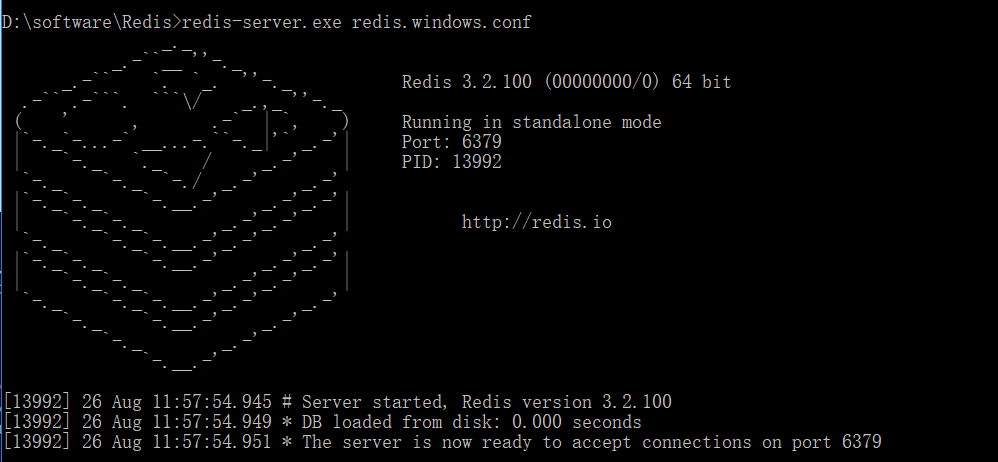 D:\software\Redis>redis-server.exe redis.windows.conf
Redis 3.2.100 (00000000/0) 64 bit
Running in standalone mode
Port: 6379
PID: 13992
http://redis.io
[13992] 26 Aug 11:57:54.945 # Server started, Redis version 3.2.100
[13992] 26 Aug 11:57:54.949 * DB loaded from disk: 0.000 seconds
[13992] 26 Aug 11:57:54.951 * The server is now ready to accept connections on port 6379